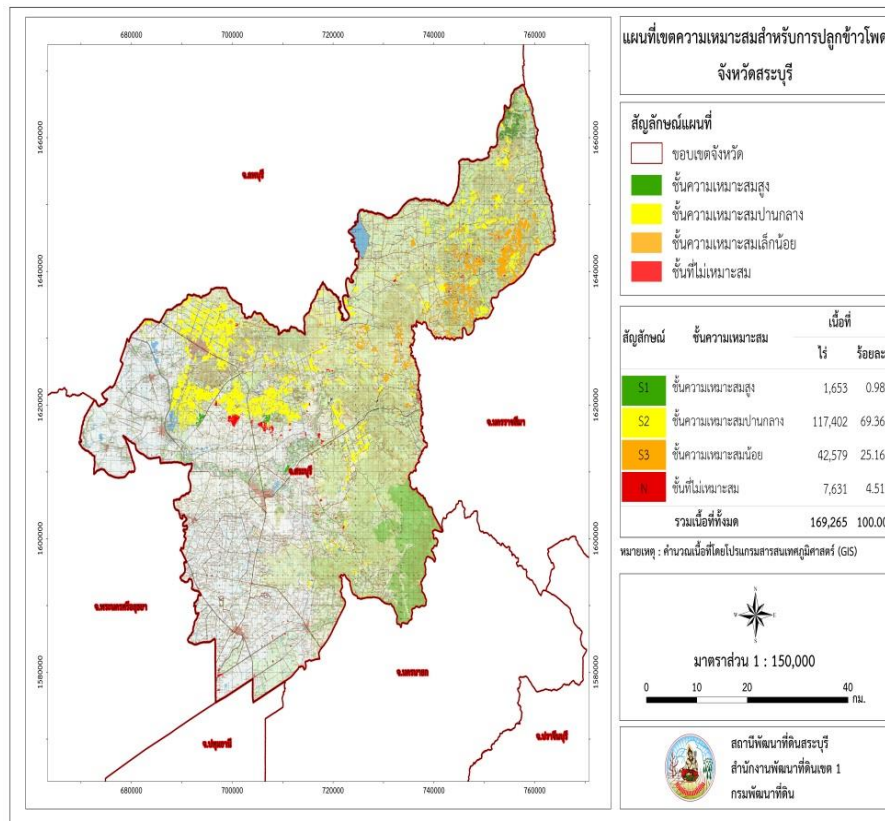 แผนที่เขตความเหมาะสมสำหรับการปลูกข้าวโพด
จังหวัดสระบุรี
สัญลักษณ์แผนที่
ขอบเขตจังหวัด
ชั้นความเหมาะสมสูง
ชั้นความเหมาะสมปานกลาง
ชั้นความเหมาะสมเล็กน้อย
ชั้นที่ไม่เหมาะสม
สัญลักษณ์ ชั้นความเหมาะสม เนื้อที่
ไร่ ร้อยละ
S1 ชั้นความเหมาะสมสูง 1,653 0.98
S2 ชั้นความเหมาะสมปานกลาง 117,402 69.36
S3 ชั้นความเหมาะสมน้อย 42,579 25.16
N ชั้นที่ไม่เหมาะสม 7,631 4.51
รวมเนื้อที่ทั้งมด 169,265 100.00
หมายเหตุ : คำนวณเนื้อที่โดยโปรแกรมสารสนเทศภูมิศาสตร์ (GIS)
N
W E
S
มาตราส่วน 1 : 150,000
0 10 20 40
กม.
สถานีพัฒนาที่ดินสระบุรี
สำนักงานพัฒนาที่ดินเขต 1
กรมพัฒนาที่ดิน
680000 700000 720000 740000 760000
1660000
1640000
1620000
1600000
1580000
จ.ลพบุรี
จ.นครราชสีมา
จ.สระบุรี
จ.พระนครศรีอยุธยา
จ.นครนายก
จ.ปทุมธานี
จ.ปราจีนบุรี
1660000
1640000
1620000
1600000
1580000
680000 700000 720000 740000 760000